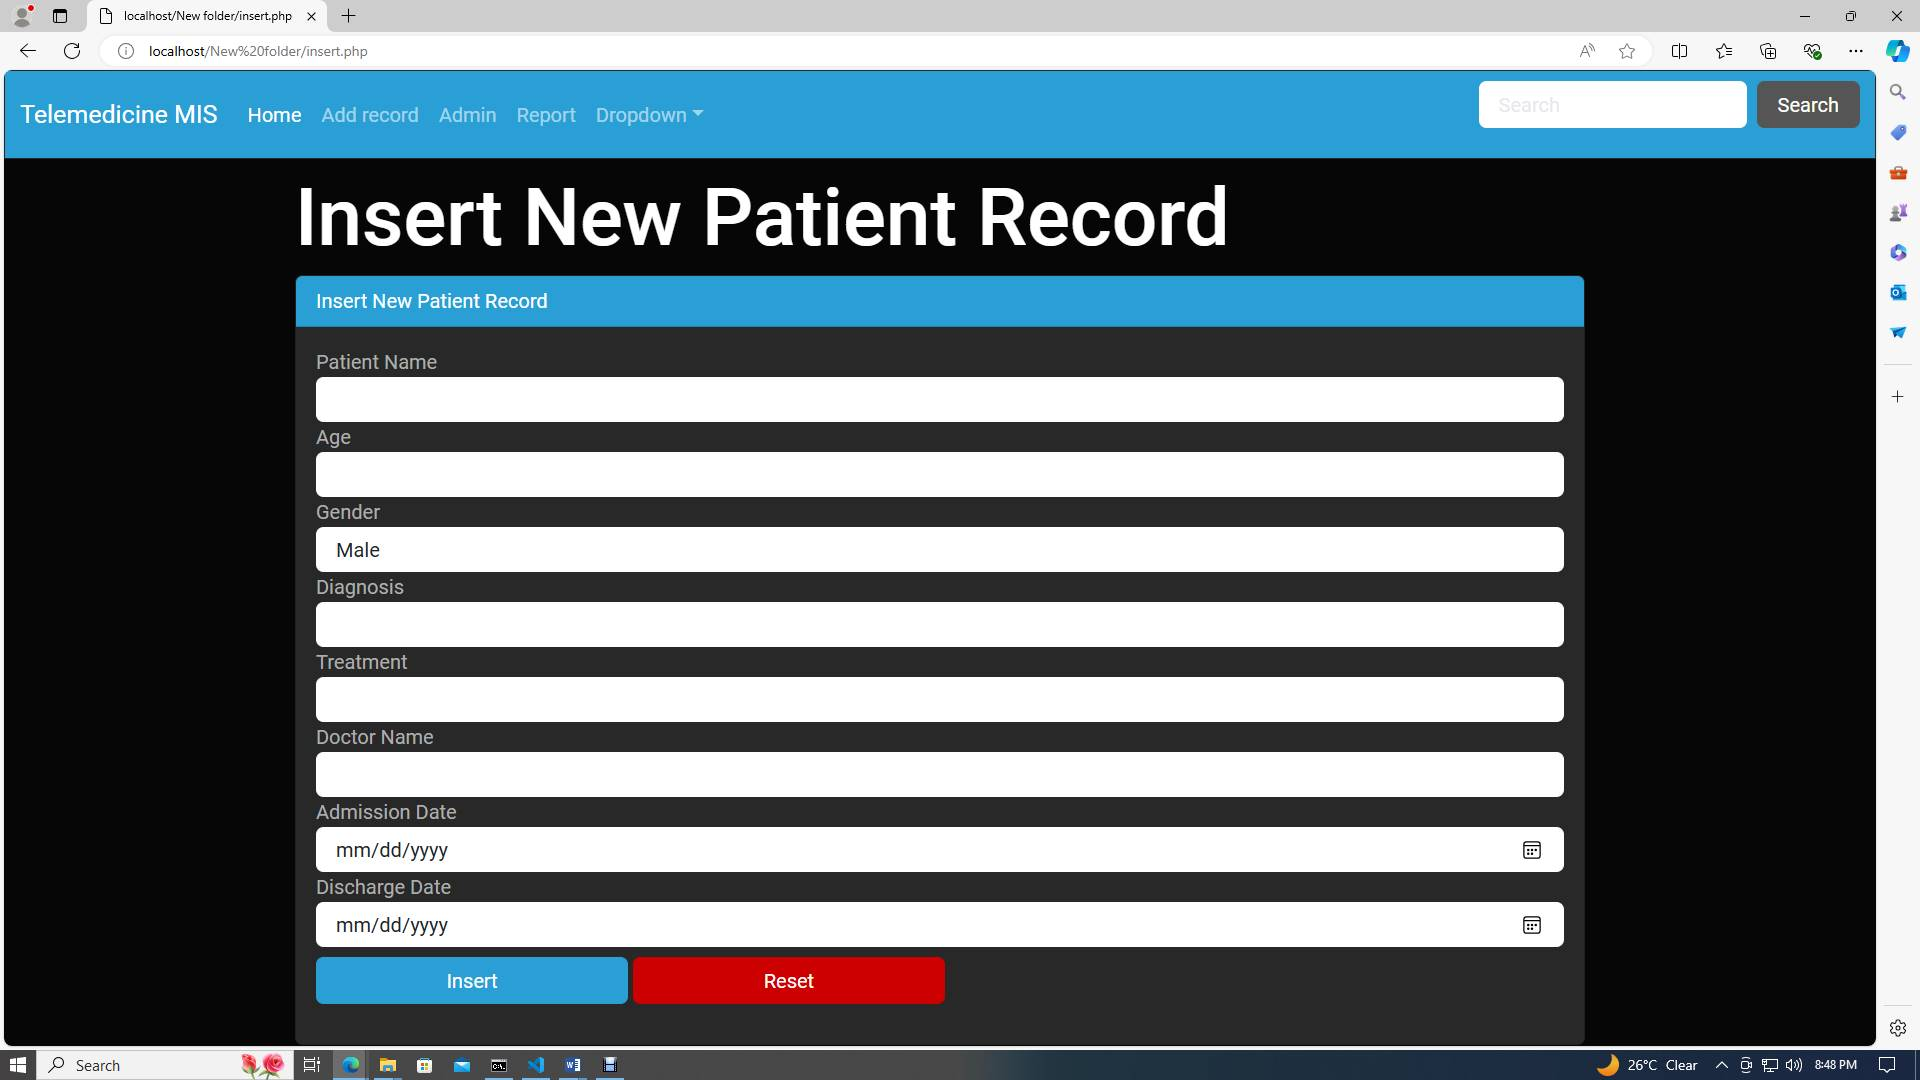 localhost/New folder/insert.php
localhost/New%20folder/insert.php
Telemedicine MIS Home Add record Admin Report Dropdown Search Search
Insert New Patient Record
Insert New Patient Record
Patient Name
Age
Gender
Male
Diagnosis
Treatment
Doctor Name
Admission Date
mm/dd/yyyy
Discharge Date
mm/dd/yyyy
Insert Reset
Search 26°C Clear 8:48 PM